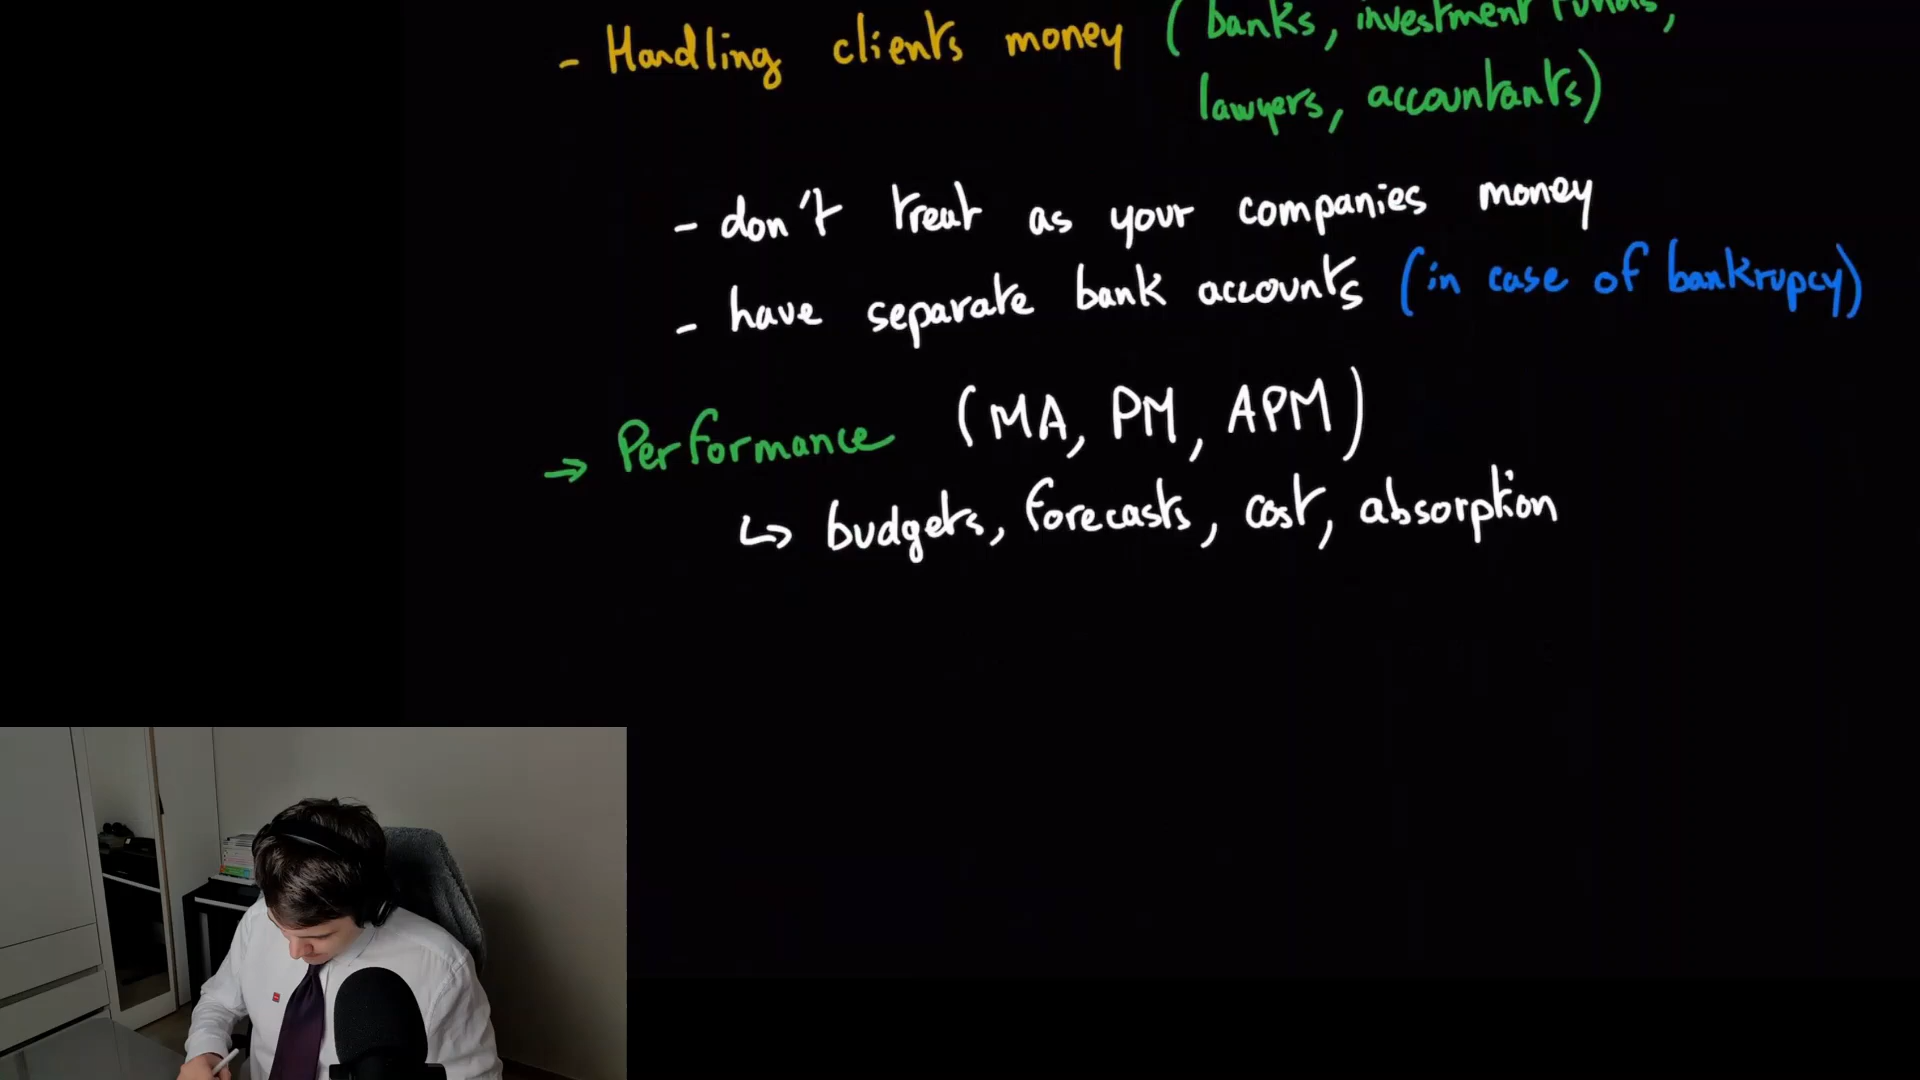 - Handling clients money (banks, investment funds,
lawyers, accountants)
- don't treat as your companies money
- have separate bank accounts (in case of bankrupcy)
→ Performance (MA, PM, APM)
↳ budgets, forecasts, cost, absorption